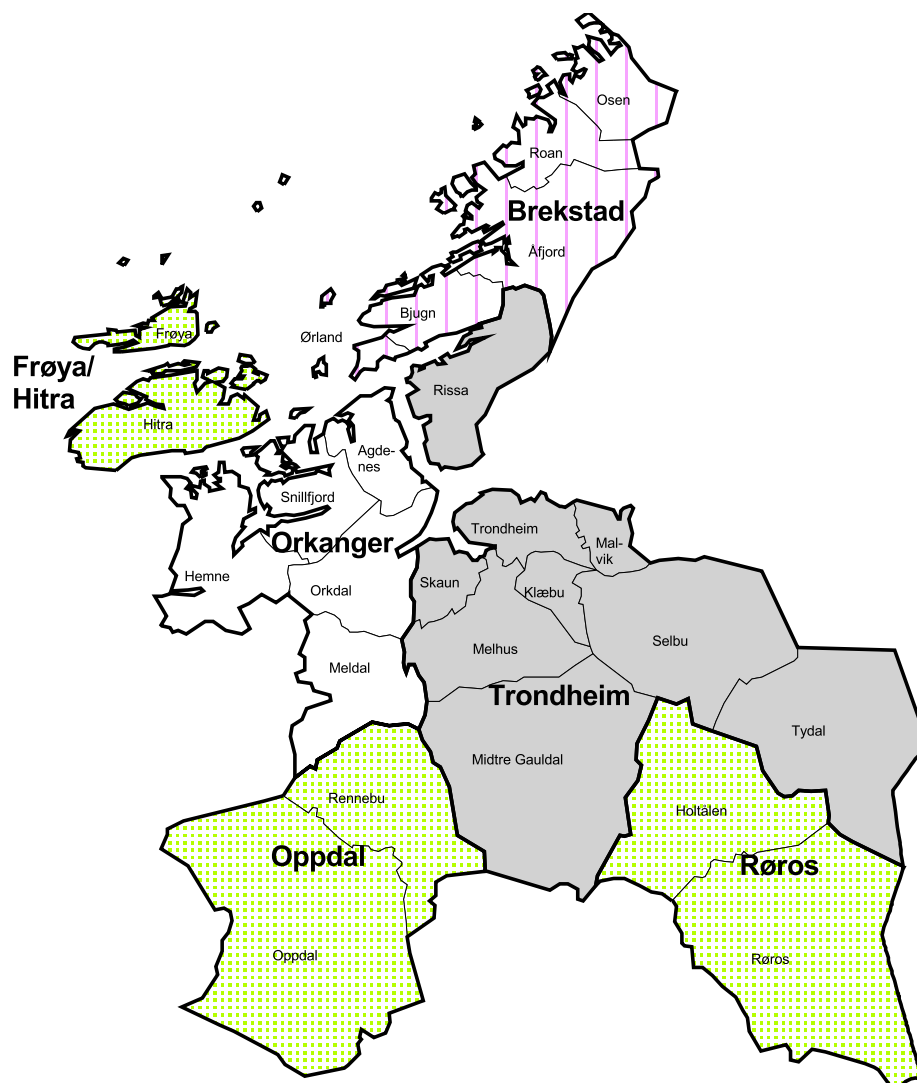 Osen
Roan
Brekstad
Åfjord
Bjugn
Ørland
Frøya
Frøya/
Hitra
Rissa
Hitra
Agde-
nes
Snillfjord
Trondheim
Orkanger
Mal-
vik
Hemne
Skaun
Orkdal
Klæbu
Selbu
Melhus
Meldal
Trondheim
Tydal
Midtre Gauldal
Rennebu
Holtålen
Oppdal
Røros
Oppdal
Røros